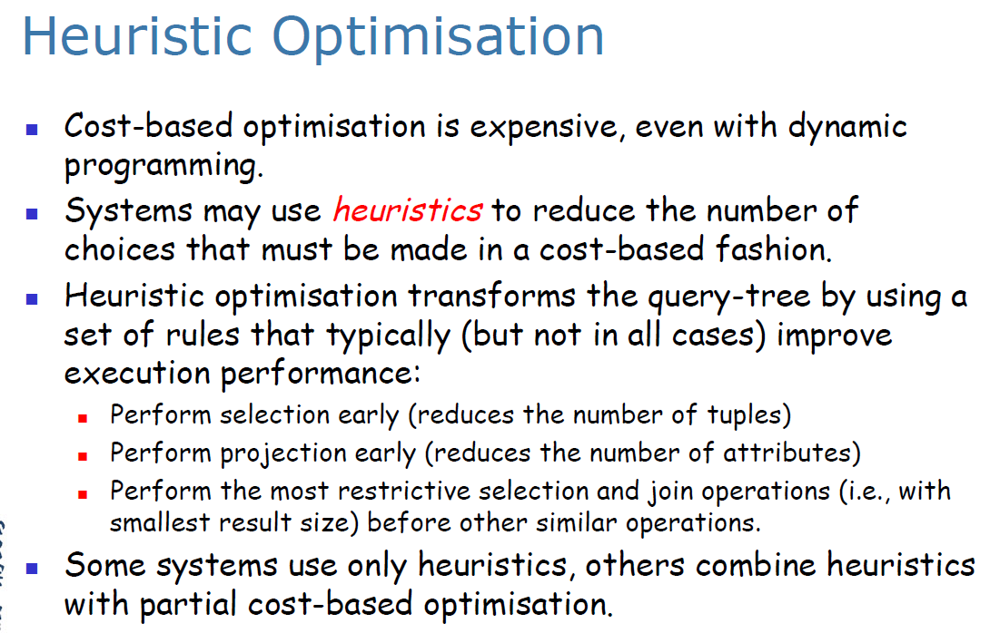 Heuristic Optimisation
Cost-based optimisation is expensive, even with dynamic
programming.
Systems may use heuristics to reduce the number of
choices that must be made in a cost-based fashion.
Heuristic optimisation transforms the query-tree by using a
set of rules that typically (but not in all cases) improve
execution performance:
Perform selection early (reduces the number of tuples)
Perform projection early (reduces the number of attributes)
Perform the most restrictive selection and join operations (i.e., with
smallest result size) before other similar operations.
Some systems use only heuristics, others combine heuristics
with partial cost-based optimisation.